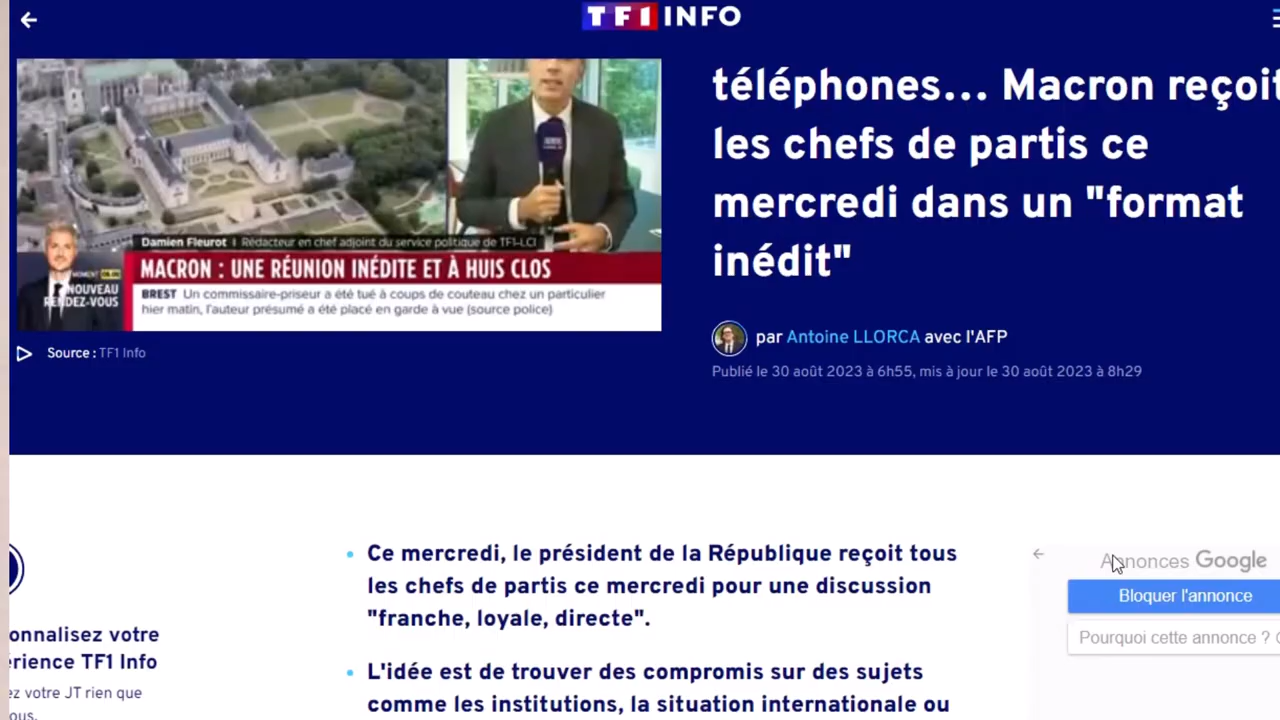 TF1 INFO
téléphones... Macron reçoit
les chefs de partis ce
mercredi dans un "format
inédit"
Damien Fleurot | Rédacteur en chef adjoint du service politique de TF1-LCI
MACRON : UNE RÉUNION INÉDITE ET À HUIS CLOS
MOMENT
NOUVEAU
RENDEZ-VOUS
BREST Un commissaire-priseur a été tué à coups de couteau chez un particulier
hier matin, l'auteur présumé a été placé en garde à vue (source police)
Source : TF1 Info
par Antoine LLORCA avec l'AFP
Publié le 30 août 2023 à 6h55, mis à jour le 30 août 2023 à 8h29
onnalisez votre
érience TF1 Info
ez votre JT rien que
ous.
Ce mercredi, le président de la République reçoit tous
les chefs de partis ce mercredi pour une discussion
"franche, loyale, directe".
L'idée est de trouver des compromis sur des sujets
comme les institutions, la situation internationale ou
Annonces Google
Bloquer l'annonce
Pourquoi cette annonce ?